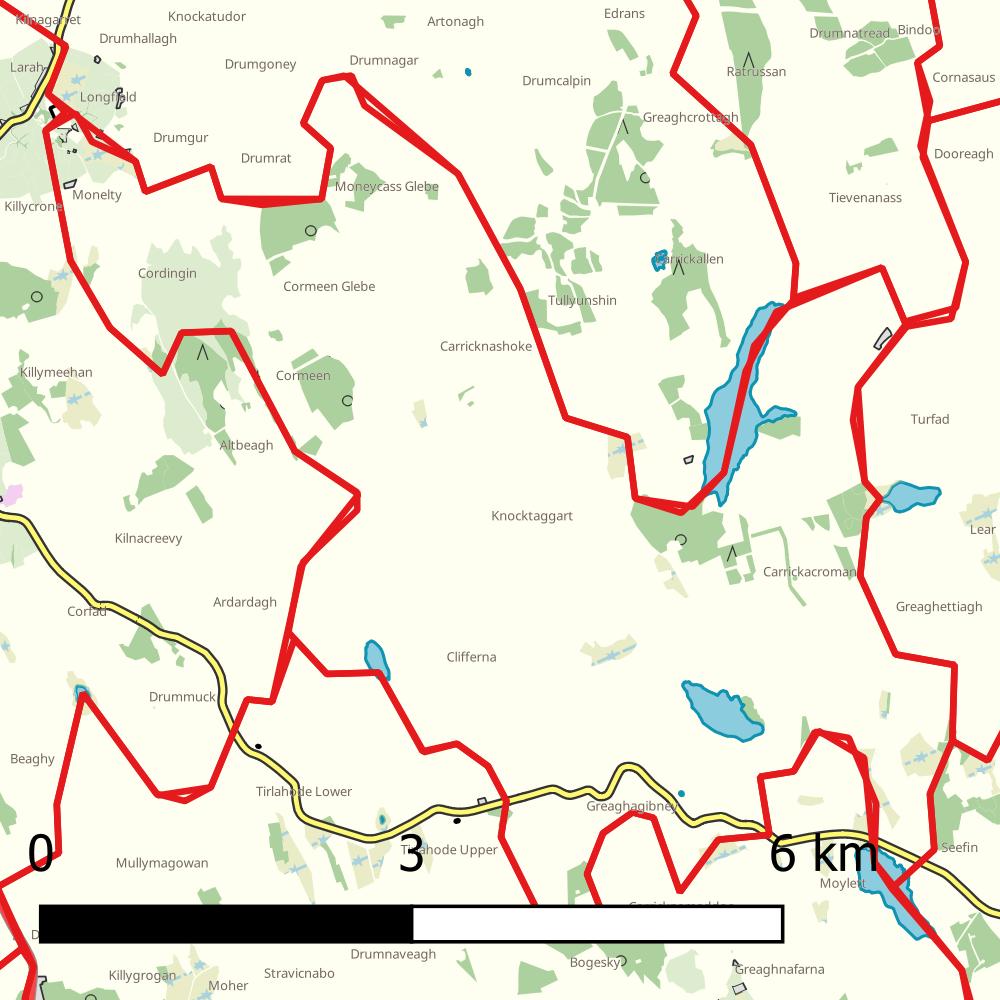 Kilnagarret
Knockatudor
Artonagh
Edrans
Drumhallagh
Drumnatread
Bindoo
Larah
Drumgoney
Drumnagar
Drumcalpin
Ratrussan
Cornasaus
Longfield
Greaghcrottagh
Drumgur
Drumrat
Dooreagh
Monelty
Moneycass Glebe
Tievenanass
Killycrone
Cordingin
Cormeen Glebe
Carrickallen
Tullyunshin
Carricknashoke
Killymeehan
Cormeen
Altbeagh
Turfad
Knocktaggart
Lear
Kilnacreevy
Carrickacroman
Ardardagh
Greaghettiagh
Corfad
Clifferna
Drummuck
Beaghy
Tirlahode Lower
Greaghagibney
Tirlahode Upper
Seefin
0 3 6 km
Mullymagowan
Moylett
Drumnaveagh
Bogesky
Greaghnafarna
Killygrogan
Stravicnabo
Moher